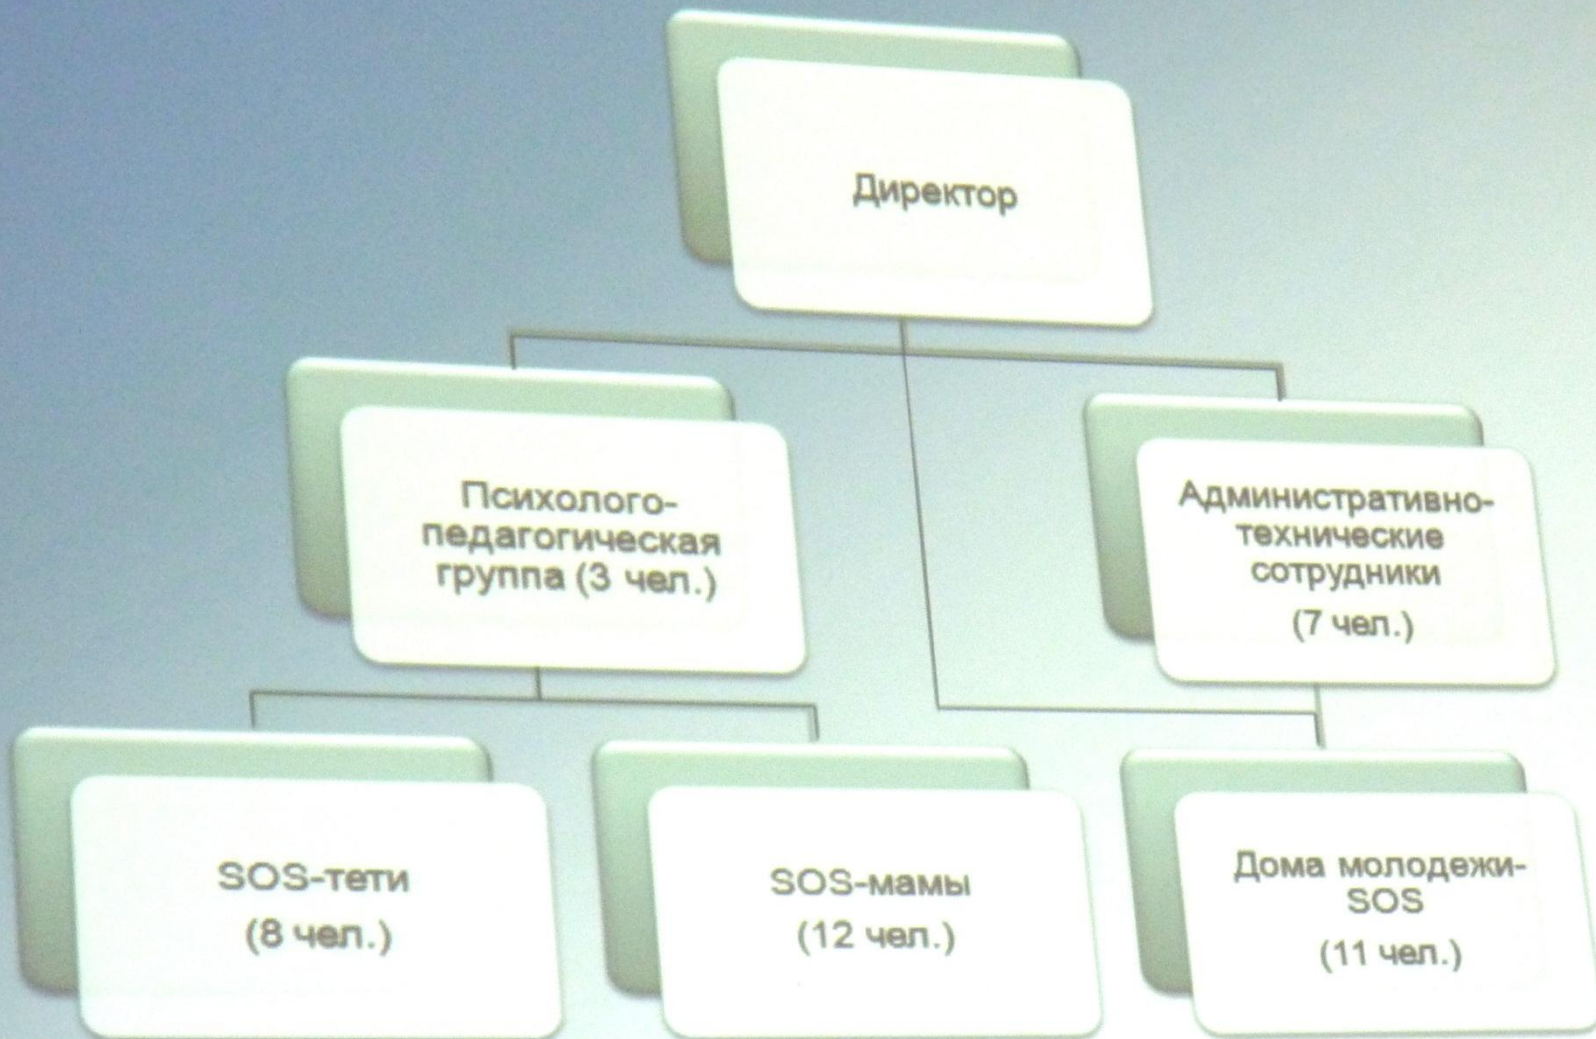 Директор
Психолого-
педагогическая
группа (3 чел.)
Административно-
технические
сотрудники
(7 чел.)
SOS-тети
(8 чел.)
SOS-мамы
(12 чел.)
Дома молодежи-
SOS
(11 чел.)